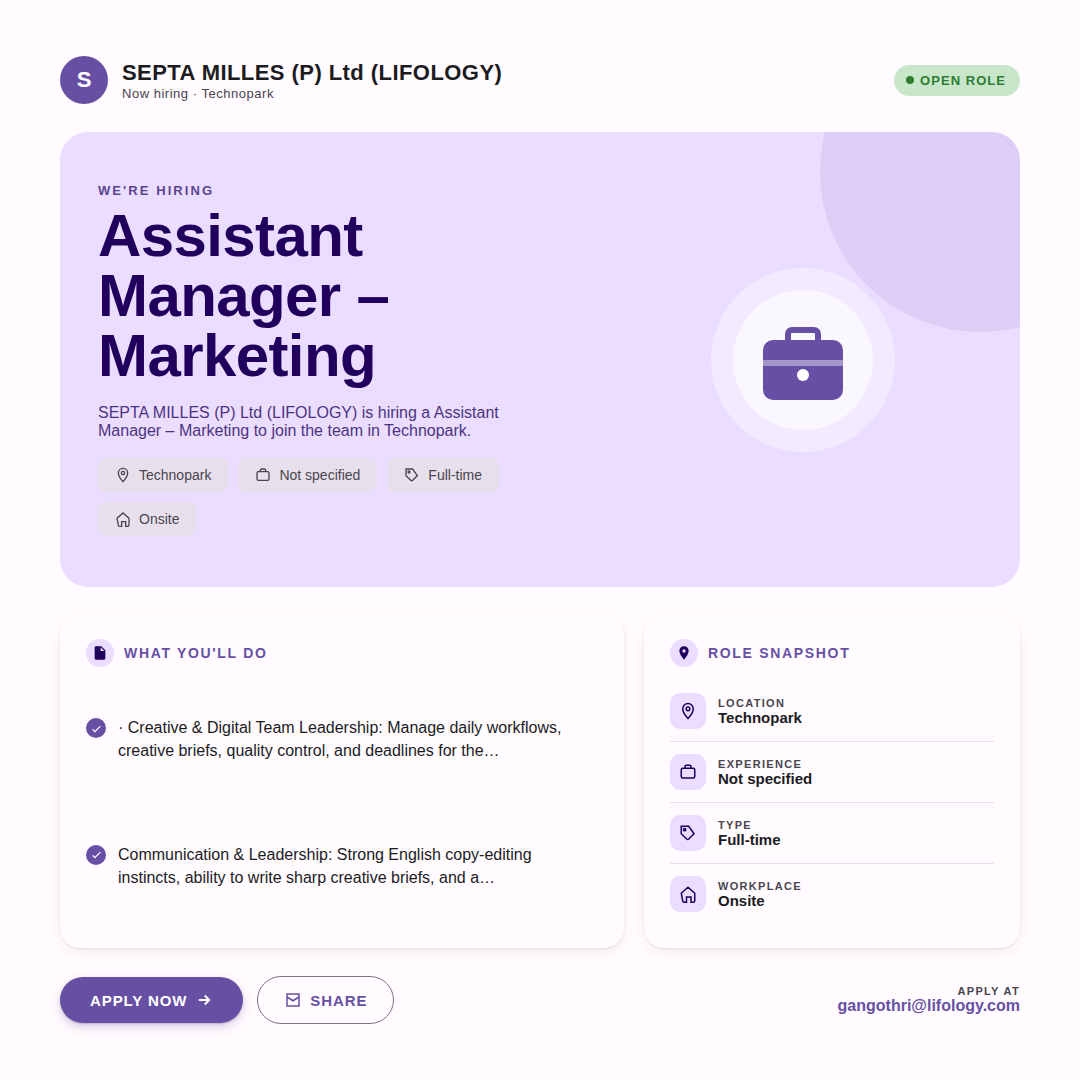 S
SEPTA MILLES (P) Ltd (LIFOLOGY)
Now hiring · Technopark
OPEN ROLE
WE'RE HIRING
Assistant
Manager –
Marketing
SEPTA MILLES (P) Ltd (LIFOLOGY) is hiring a Assistant
Manager – Marketing to join the team in Technopark.
Technopark
Not specified
Full-time
Onsite
WHAT YOU'LL DO
· Creative & Digital Team Leadership: Manage daily workflows,
creative briefs, quality control, and deadlines for the…
Communication & Leadership: Strong English copy-editing
instincts, ability to write sharp creative briefs, and a…
ROLE SNAPSHOT
LOCATION
Technopark
EXPERIENCE
Not specified
TYPE
Full-time
WORKPLACE
Onsite
APPLY NOW
SHARE
APPLY AT
gangothri@lifology.com